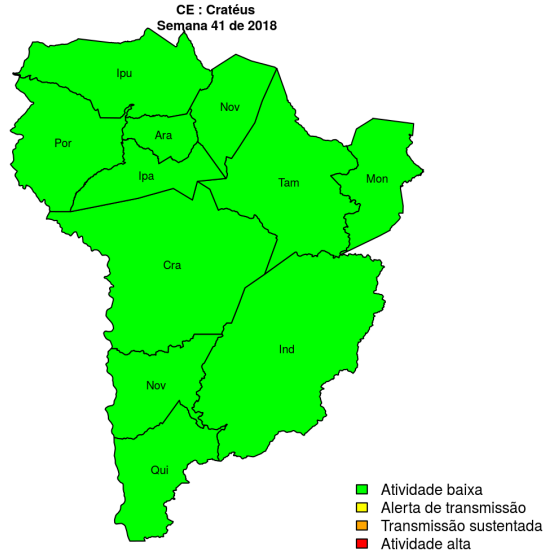 CE : Cratéus
Semana 41 de 2018
Ipu
Nov
Por
Ara
Ipa
Tam
Mon
Cra
Ind
Nov
Qui
Atividade baixa
Alerta de transmissão
Transmissão sustentada
Atividade alta